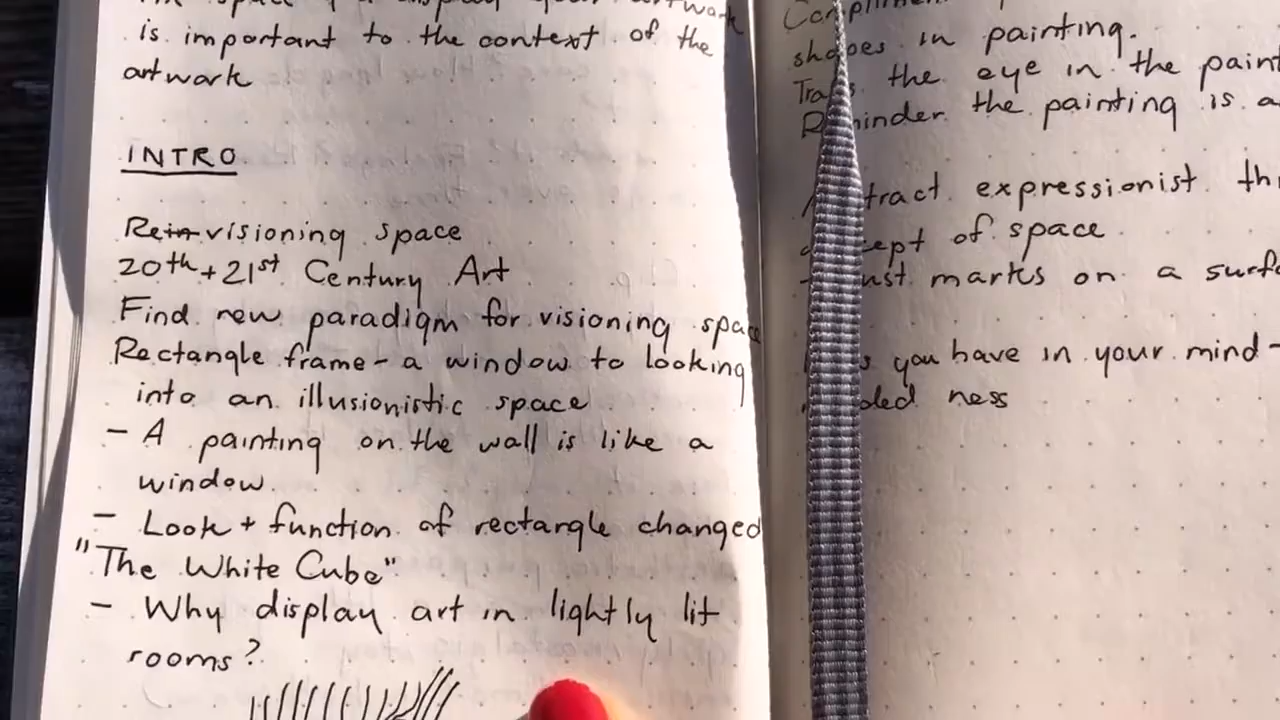 artwork
is important to the context of the
artwork
INTRO
Re visioning space
20th + 21st Century Art
Find new paradigm for visioning space
Rectangle frame - a window to looking
into an illusionistic space
- A painting on the wall is like a
window
- Look + function of rectangle changed
"The White Cube"
- Why display art in lightly lit
rooms?
shapes in painting.
the eye in the paint
Reminder the painting is a
expressionist
of space
marks on a
you have in your mind -
ness